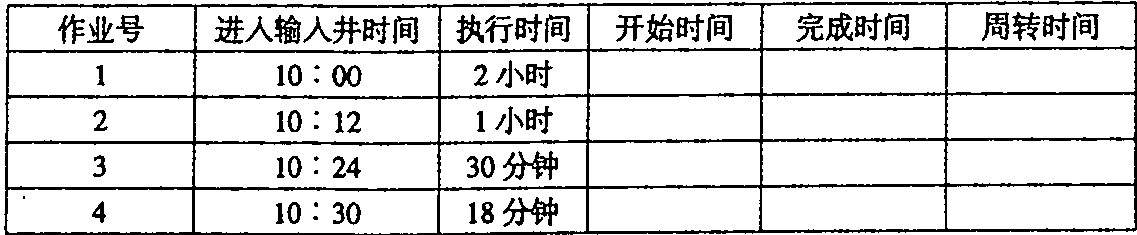 作业号 进入输入井时间 执行时间 开始时间 完成时间 周转时间
1 10：00 2小时
2 10：12 1小时
3 10：24 30分钟
4 10：30 18分钟